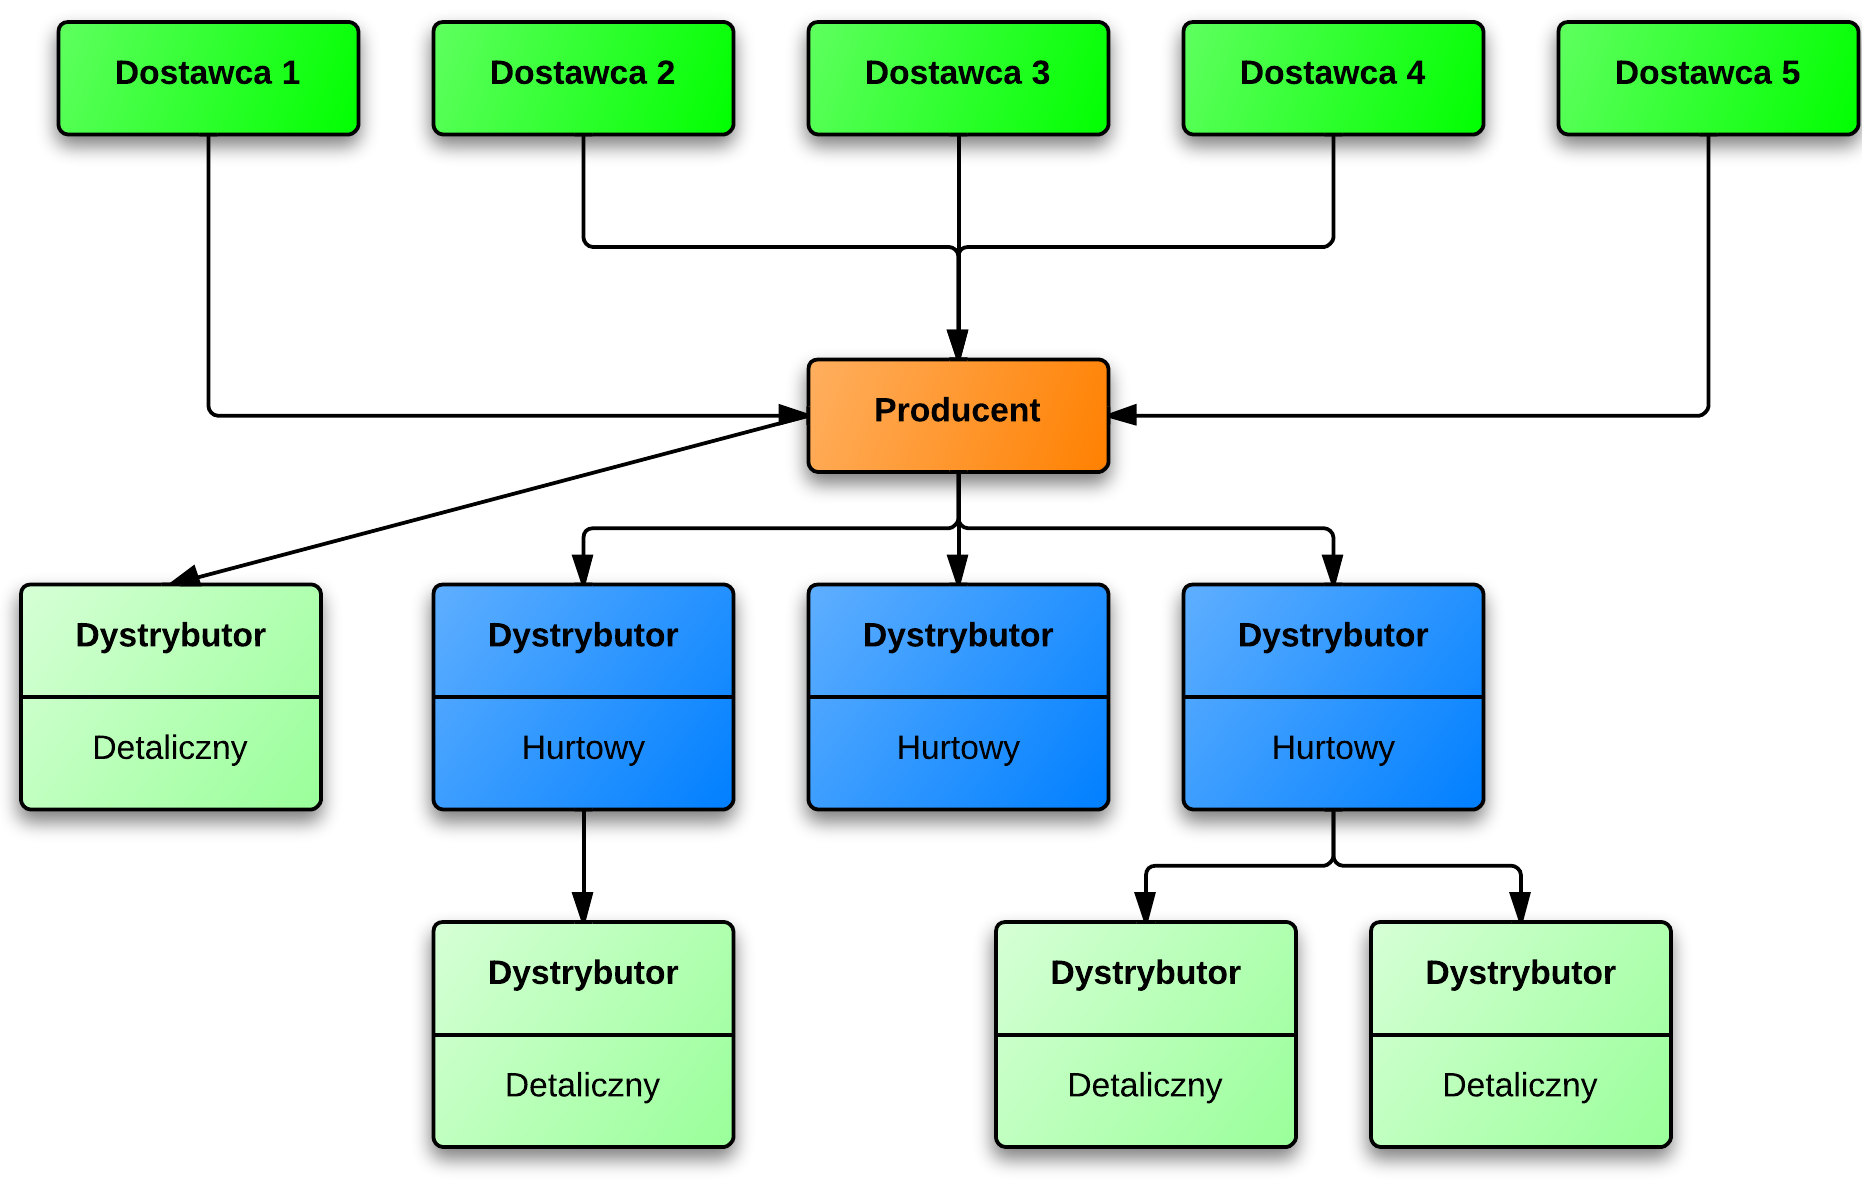 Dostawca 1
Dostawca 2
Dostawca 3
Dostawca 4
Dostawca 5
Producent
Dystrybutor
Detaliczny
Dystrybutor
Hurtowy
Dystrybutor
Hurtowy
Dystrybutor
Hurtowy
Dystrybutor
Detaliczny
Dystrybutor
Detaliczny
Dystrybutor
Detaliczny